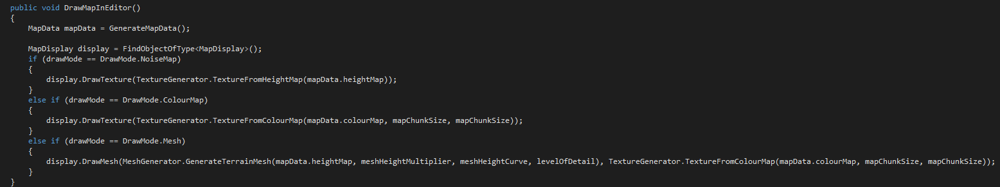 public void DrawMapInEditor()
{
    MapData mapData = GenerateMapData();

    MapDisplay display = FindObjectOfType<MapDisplay>();
    if (drawMode == DrawMode.NoiseMap)
    {
        display.DrawTexture(TextureGenerator.TextureFromHeightMap(mapData.heightMap));
    }
    else if (drawMode == DrawMode.ColourMap)
    {
        display.DrawTexture(TextureGenerator.TextureFromColourMap(mapData.colourMap, mapChunkSize, mapChunkSize));
    }
    else if (drawMode == DrawMode.Mesh)
    {
        display.DrawMesh(MeshGenerator.GenerateTerrainMesh(mapData.heightMap, meshHeightMultiplier, meshHeightCurve, levelOfDetail), TextureGenerator.TextureFromColourMap(mapData.colourMap, mapChunkSize, mapChunkSize));
    }
}